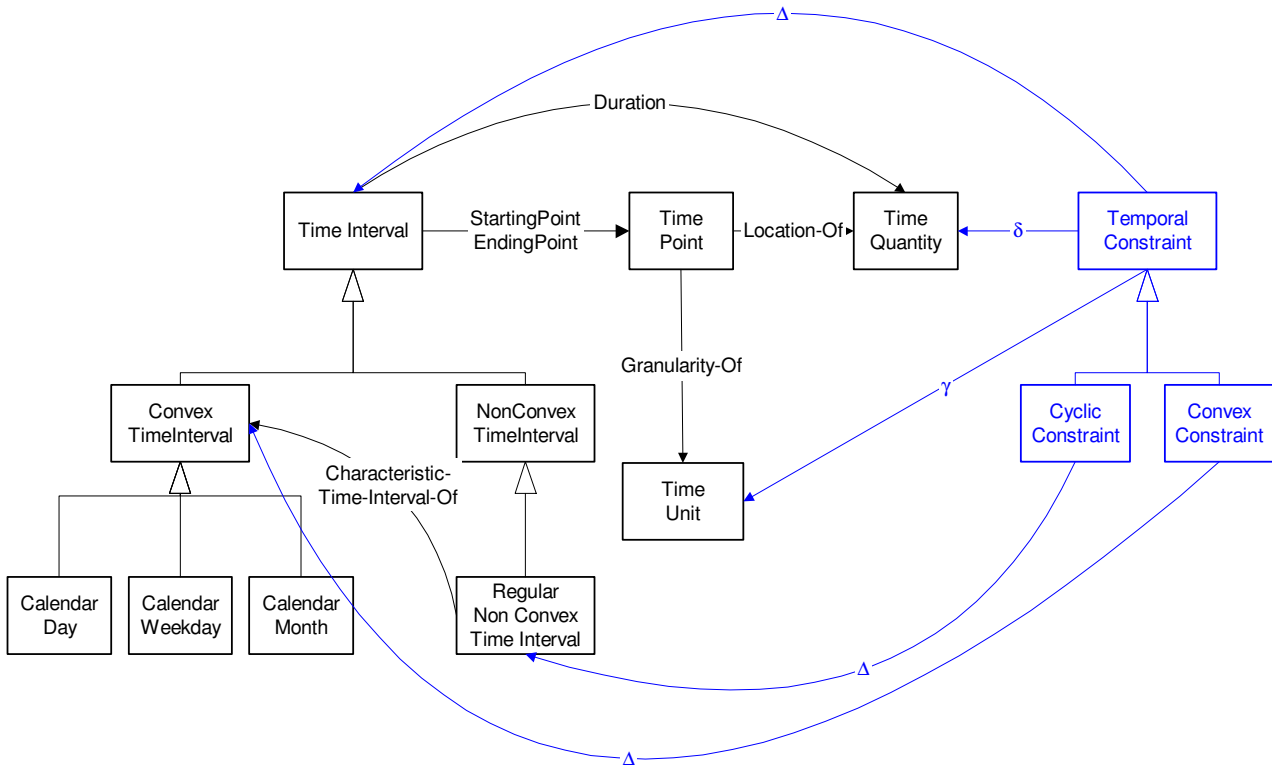 Δ
Duration
Time Interval
StartingPoint
EndingPoint
Time
Point
Location-Of
Time
Quantity
δ
Temporal
Constraint
Granularity-Of
γ
Convex
TimeInterval
NonConvex
TimeInterval
Cyclic
Constraint
Convex
Constraint
Characteristic-
Time-Interval-Of
Time
Unit
Calendar
Day
Calendar
Weekday
Calendar
Month
Regular
Non Convex
Time Interval
Δ
Δ